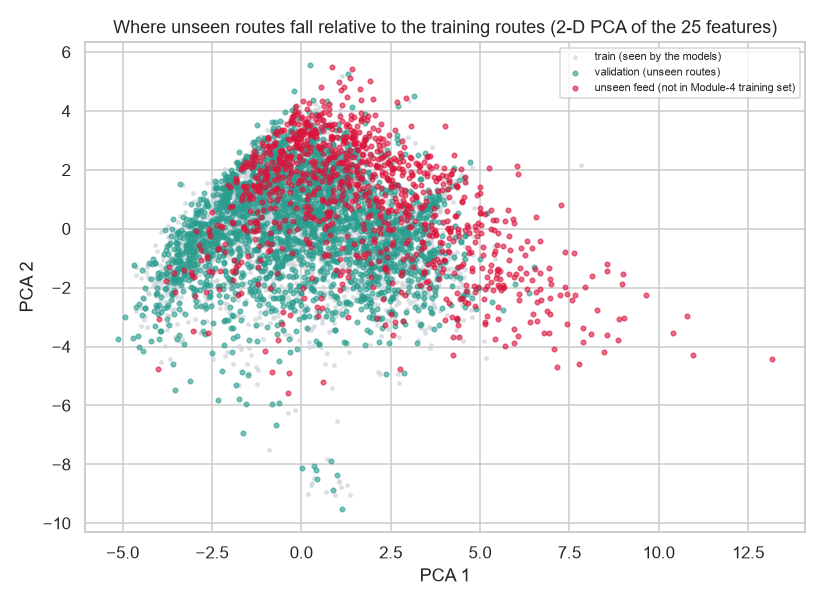 Where unseen routes fall relative to the training routes (2-D PCA of the 25 features)
train (seen by the models)
validation (unseen routes)
unseen feed (not in Module-4 training set)
6
4
2
0
−2
−4
−6
−8
−10
PCA 2
−5.0 −2.5 0.0 2.5 5.0 7.5 10.0 12.5
PCA 1